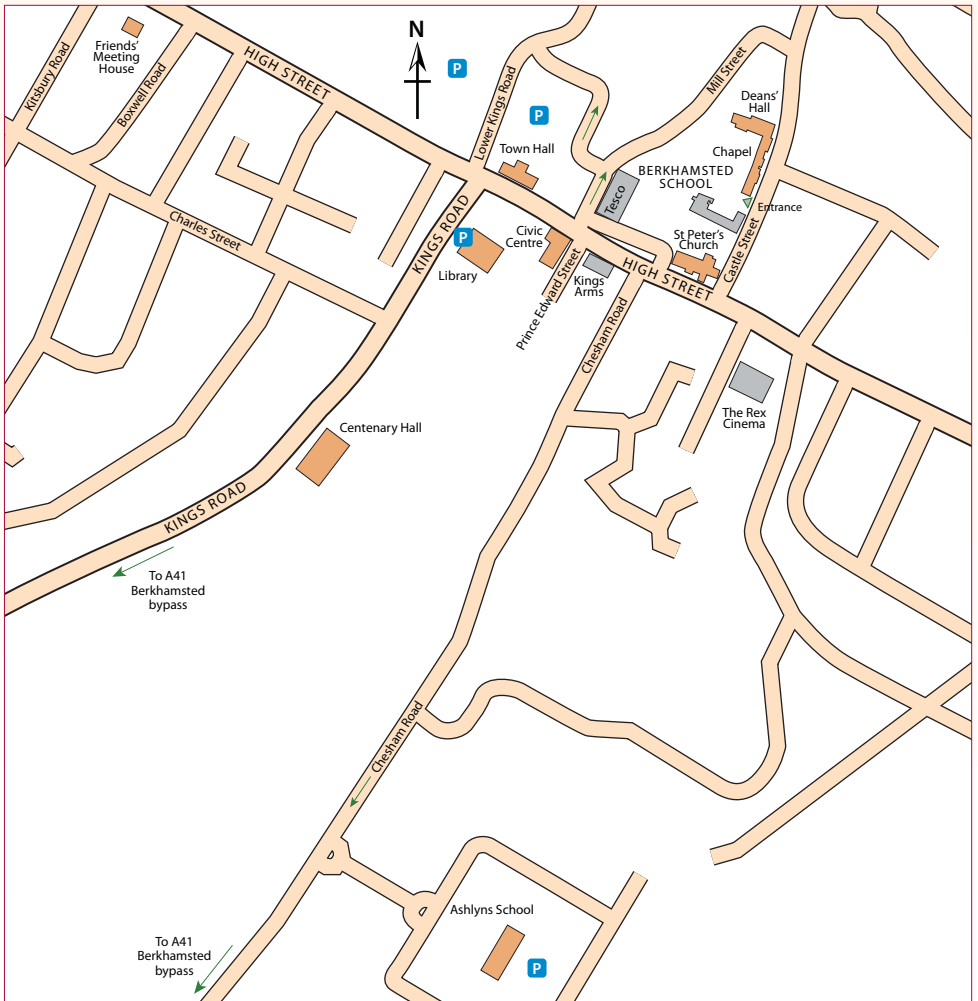 N
P
Kitsbury Road
Friends'
Meeting
House
Boxwell Road
HIGH STREET
Lower Kings Road
P
Mill Street
Deans'
Hall
Town Hall
Chapel
BERKHAMSTED
SCHOOL
Tesco
Entrance
Charles Street
KINGS ROAD
P
Library
Civic
Centre
St Peter's
Church
Castle Street
HIGH STREET
Kings
Arms
Prince Edward Street
Chesham Road
The Rex
Cinema
Centenary Hall
KINGS ROAD
To A41
Berkhamsted
bypass
Chesham Road
Ashlyns School
P
To A41
Berkhamsted
bypass